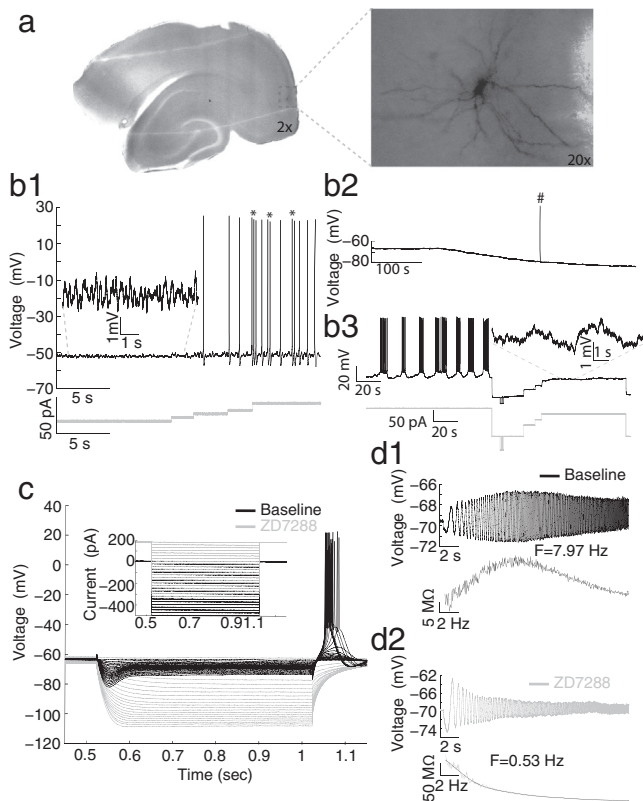 a
2x
20x
b1
30
10
−10
−30
−50
−70
Voltage (mV)
1mV
1 s
5 s
* * *
50 pA
5 s
b2
#
Voltage (mV)
−60
−80
100 s
b3
20 mV
20 s
1 mV
1s
50 pA
20 s
c
Baseline
ZD7288
40
20
0
−20
−40
−60
−80
−100
−120
Voltage (mV)
200
0
−200
−400
Current (pA)
0.5 0.7 0.9 1.1
0.5 0.6 0.7 0.8 0.9 1 1.1
Time (sec)
d1
Baseline
−66
−68
−70
−72
Voltage (mV)
2 s
F=7.97 Hz
5 MΩ
2 Hz
d2
ZD7288
−62
−66
−70
−74
Voltage (mV)
2 s
F=0.53 Hz
50 MΩ
2 Hz